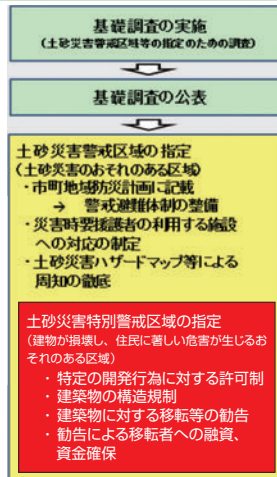 基礎調査の実施
(土砂災害警戒区域等の指定のための調査)
基礎調査の公表
土砂災害警戒区域の指定
(土砂災害のおそれのある区域)
・市町地域防災計画に記載
→ 警戒避難体制の整備
・災害時要援護者の利用する施設
への対応の制定
・土砂災害ハザードマップ等による
周知の徹底
土砂災害特別警戒区域の指定
(建物が損壊し、住民に著しい危害が生じるお
それのある区域)
・特定の開発行為に対する許可制
・建築物の構造規制
・建築物に対する移転等の勧告
・勧告による移転者への融資、
資金確保